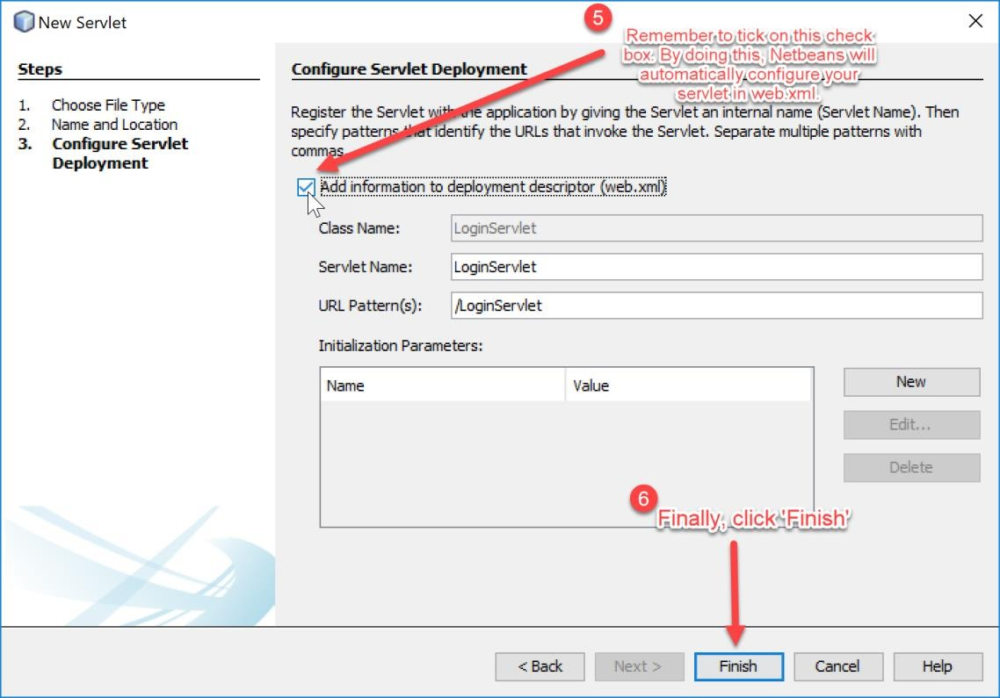 New Servlet
5
Remember to tick on this check
box. By doing this, Netbeans will
automatically configure your
servlet in web.xml.
Steps
1. Choose File Type
2. Name and Location
3. Configure Servlet
Deployment
Configure Servlet Deployment
Register the Servlet with the application by giving the Servlet an internal name (Servlet Name). Then
specify patterns that identify the URLs that invoke the Servlet. Separate multiple patterns with
commas.
Add information to deployment descriptor (web.xml)
Class Name: LoginServlet
Servlet Name: LoginServlet
URL Pattern(s): /LoginServlet
Initialization Parameters:
Name Value
New
Edit...
Delete
6
Finally, click 'Finish'
< Back Next > Finish Cancel Help